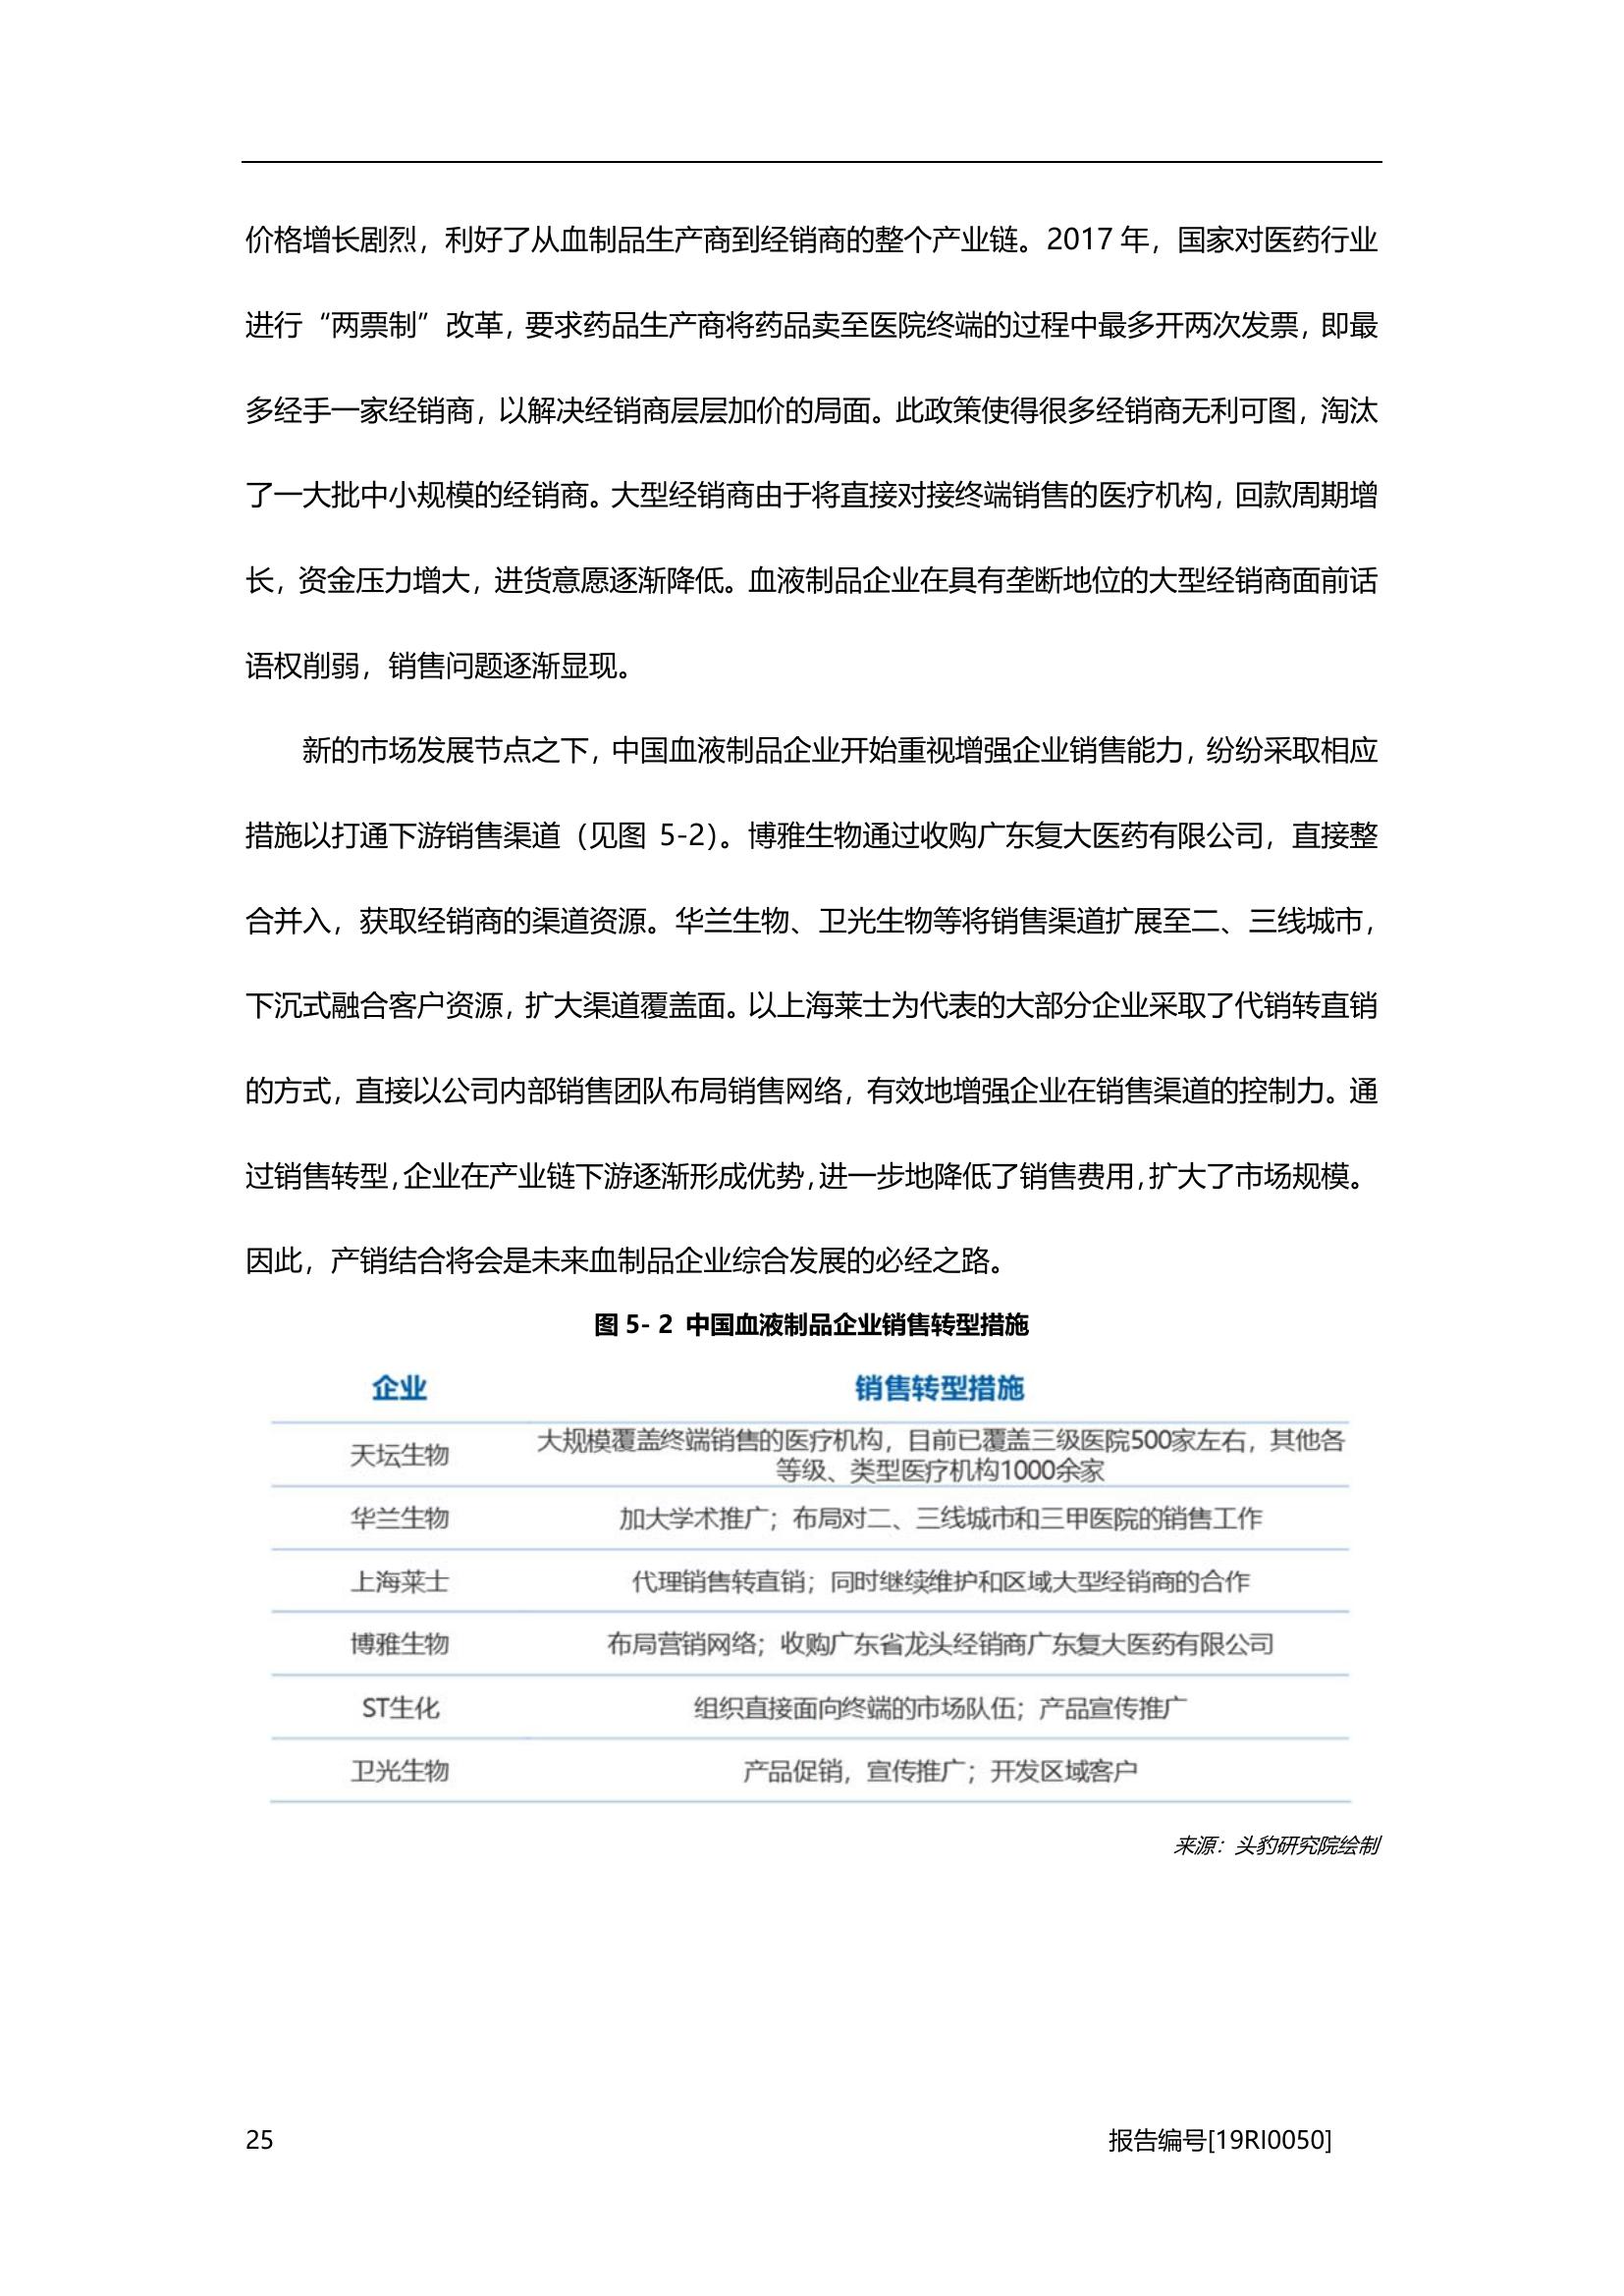 价格增长剧烈，利好了从血制品生产商到经销商的整个产业链。2017 年，国家对医药行业
进行“两票制”改革，要求药品生产商将药品卖至医院终端的过程中最多开两次发票，即最
多经手一家经销商，以解决经销商层层加价的局面。此政策使得很多经销商无利可图，淘汰
了一大批中小规模的经销商。大型经销商由于将直接对接终端销售的医疗机构，回款周期增
长，资金压力增大，进货意愿逐渐降低。血液制品企业在具有垄断地位的大型经销商面前话
语权削弱，销售问题逐渐显现。
新的市场发展节点之下，中国血液制品企业开始重视增强企业销售能力，纷纷采取相应
措施以打通下游销售渠道（见图 5-2）。博雅生物通过收购广东复大医药有限公司，直接整
合并入，获取经销商的渠道资源。华兰生物、卫光生物等将销售渠道扩展至二、三线城市，
下沉式融合客户资源，扩大渠道覆盖面。以上海莱士为代表的大部分企业采取了代销转直销
的方式，直接以公司内部销售团队布局销售网络，有效地增强企业在销售渠道的控制力。通
过销售转型，企业在产业链下游逐渐形成优势，进一步地降低了销售费用，扩大了市场规模。
因此，产销结合将会是未来血制品企业综合发展的必经之路。
图 5- 2 中国血液制品企业销售转型措施
企业 销售转型措施
天坛生物 大规模覆盖终端销售的医疗机构，目前已覆盖三级医院500家左右，其他各
等级、类型医疗机构1000余家
华兰生物 加大学术推广；布局对二、三线城市和三甲医院的销售工作
上海莱士 代理销售转直销；同时继续维护和区域大型经销商的合作
博雅生物 布局营销网络；收购广东省龙头经销商广东复大医药有限公司
ST生化 组织直接面向终端的市场队伍；产品宣传推广
卫光生物 产品促销，宣传推广；开发区域客户
来源：头豹研究院绘制
25 报告编号[19RI0050]